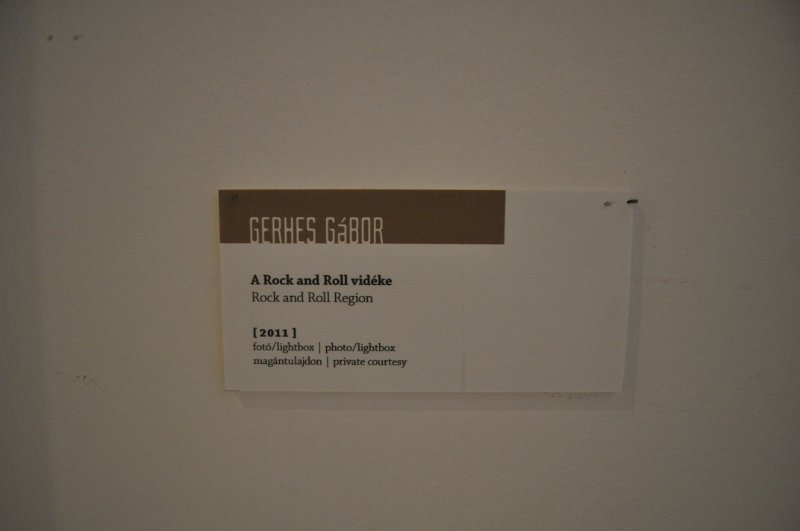 GERHES GáBOR
A Rock and Roll vidéke
Rock and Roll Region
[ 2011 ]
fotó/lightbox | photo/lightbox
magántulajdon | private courtesy